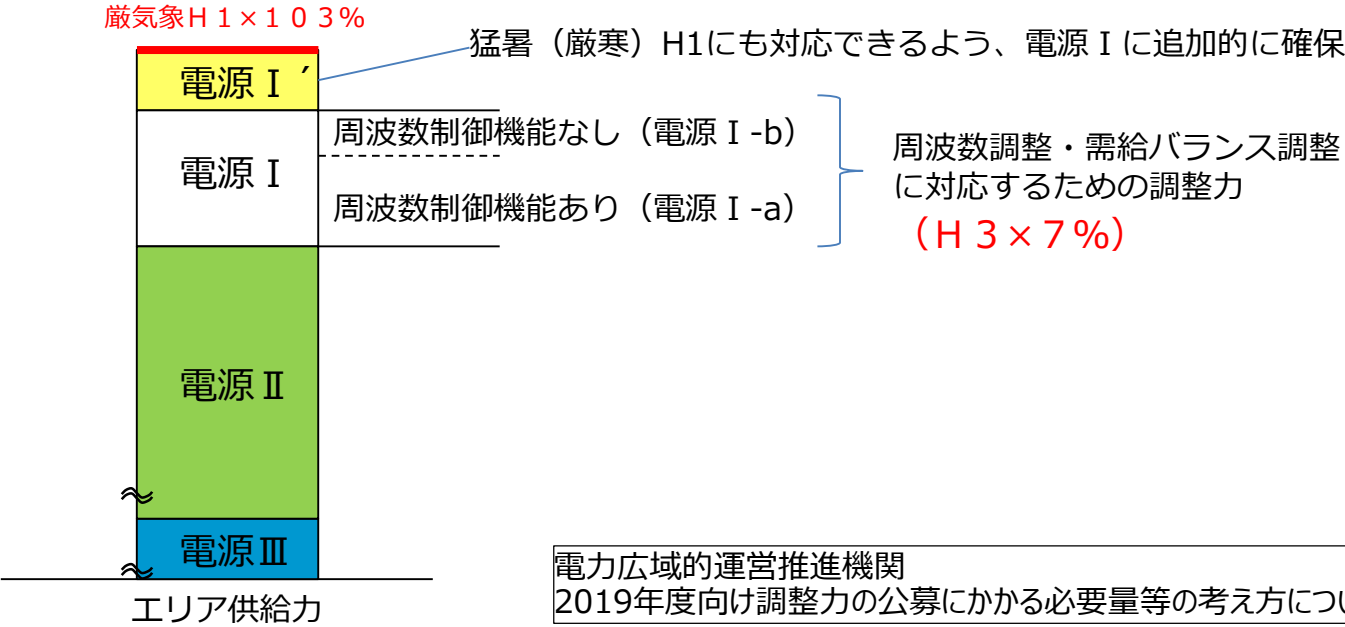 厳気象H1×103%
電源Ⅰ´
猛暑（厳寒）H1にも対応できるよう、電源Ⅰに追加的に確保
周波数制御機能なし（電源Ⅰ-b）
電源Ⅰ
周波数制御機能あり（電源Ⅰ-a）
周波数調整・需給バランス調整
に対応するための調整力
（H3×7%）
電源Ⅱ
電源Ⅲ
エリア供給力
電力広域的運営推進機関
2019年度向け調整力の公募にかかる必要量等の考え方につ